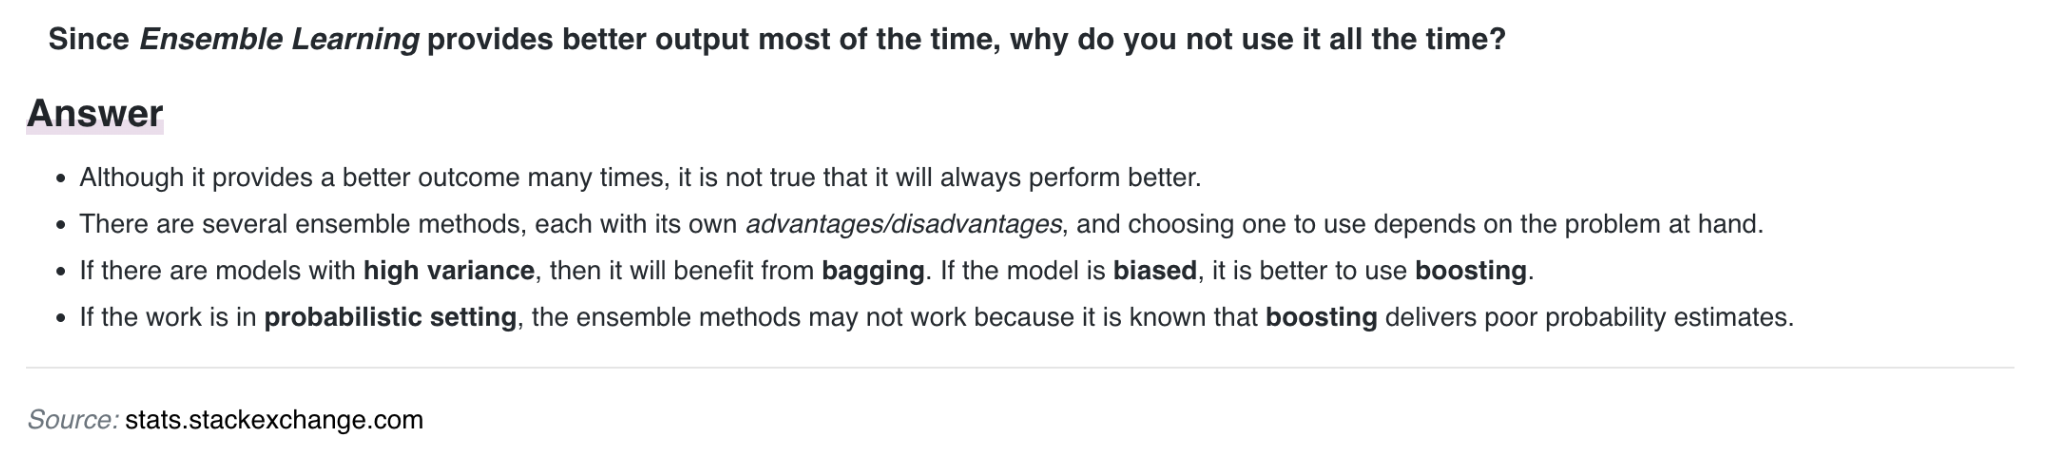 Since Ensemble Learning provides better output most of the time, why do you not use it all the time?
Answer
• Although it provides a better outcome many times, it is not true that it will always perform better.
• There are several ensemble methods, each with its own advantages/disadvantages, and choosing one to use depends on the problem at hand.
• If there are models with high variance, then it will benefit from bagging. If the model is biased, it is better to use boosting.
• If the work is in probabilistic setting, the ensemble methods may not work because it is known that boosting delivers poor probability estimates.
Source: stats.stackexchange.com